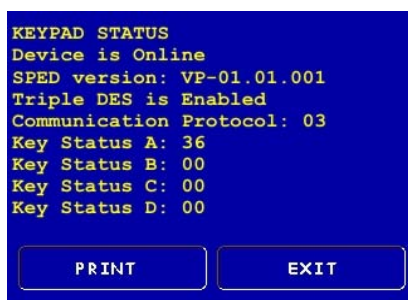 KEYPAD STATUS
Device is Online
SPED version: VP-01.01.001
Triple DES is Enabled
Communication Protocol: 03
Key Status A: 36
Key Status B: 00
Key Status C: 00
Key Status D: 00
PRINT EXIT